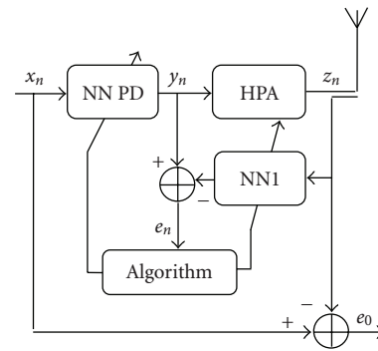 x_n
NN PD
y_n
HPA
z_n
+
−
NN1
e_n
Algorithm
−
+
e_0